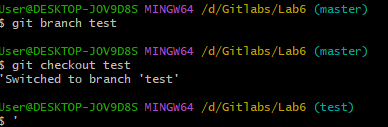 User@DESKTOP-JOV9D8S MINGW64 /d/Gitlabs/Lab6 (master)
$ git branch test
User@DESKTOP-JOV9D8S MINGW64 /d/Gitlabs/Lab6 (master)
$ git checkout test
'Switched to branch 'test'
User@DESKTOP-JOV9D8S MINGW64 /d/Gitlabs/Lab6 (test)
$ '